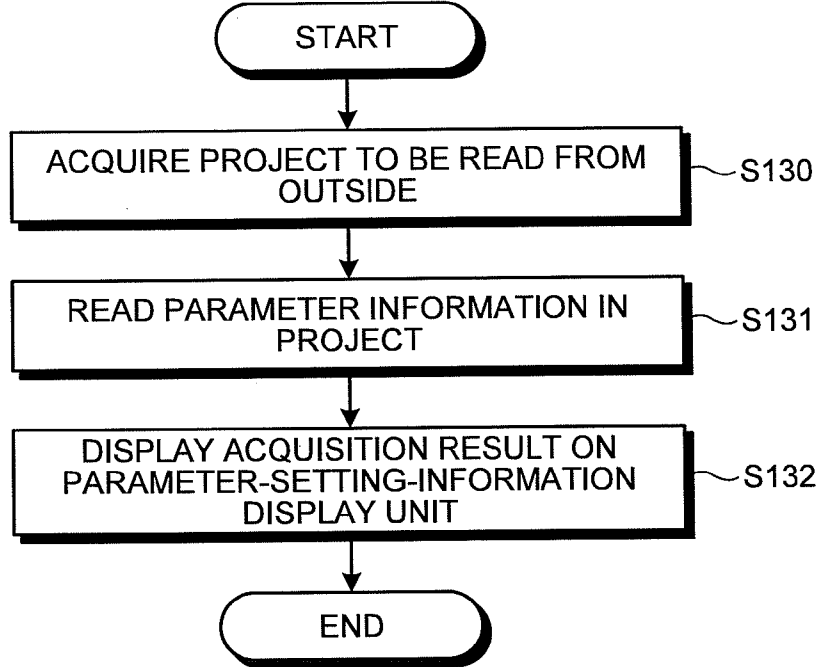 START
ACQUIRE PROJECT TO BE READ FROM
OUTSIDE
S130
READ PARAMETER INFORMATION IN
PROJECT
S131
DISPLAY ACQUISITION RESULT ON
PARAMETER-SETTING-INFORMATION
DISPLAY UNIT
S132
END